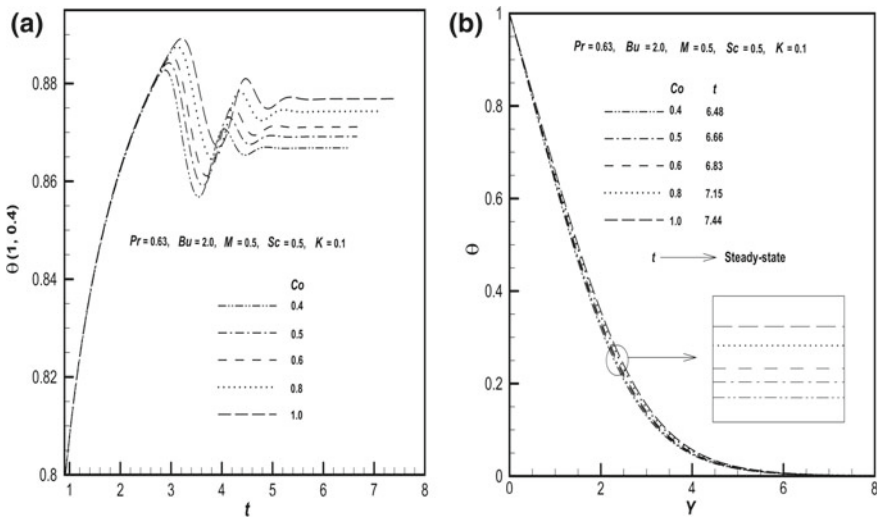 (a)
0.88
0.86
0.84
0.82
0.8
Θ (1, 0.4)
Pr = 0.63, Bu = 2.0, M = 0.5, Sc = 0.5, K = 0.1
Co
0.4
0.5
0.6
0.8
1.0
1 2 3 4 5 6 7 8
t
(b)
1
0.8
0.6
0.4
0.2
0
Θ
Pr = 0.63, Bu = 2.0, M = 0.5, Sc = 0.5, K = 0.1
Co t
0.4 6.48
0.5 6.66
0.6 6.83
0.8 7.15
1.0 7.44
t Steady-state
0 2 4 6 8
Y